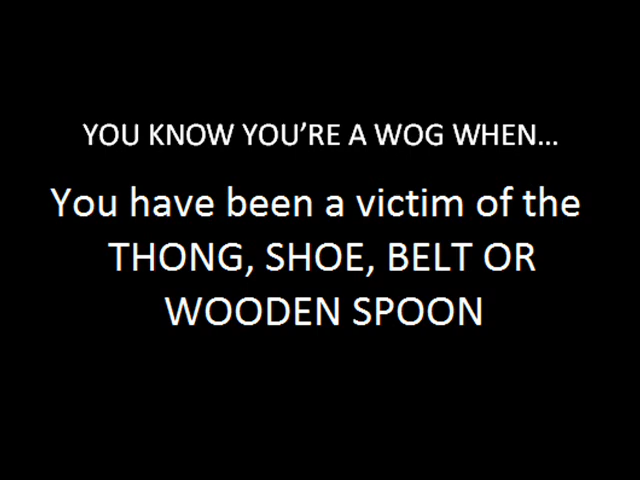 YOU KNOW YOU’RE A WOG WHEN…
You have been a victim of the
THONG, SHOE, BELT OR
WOODEN SPOON